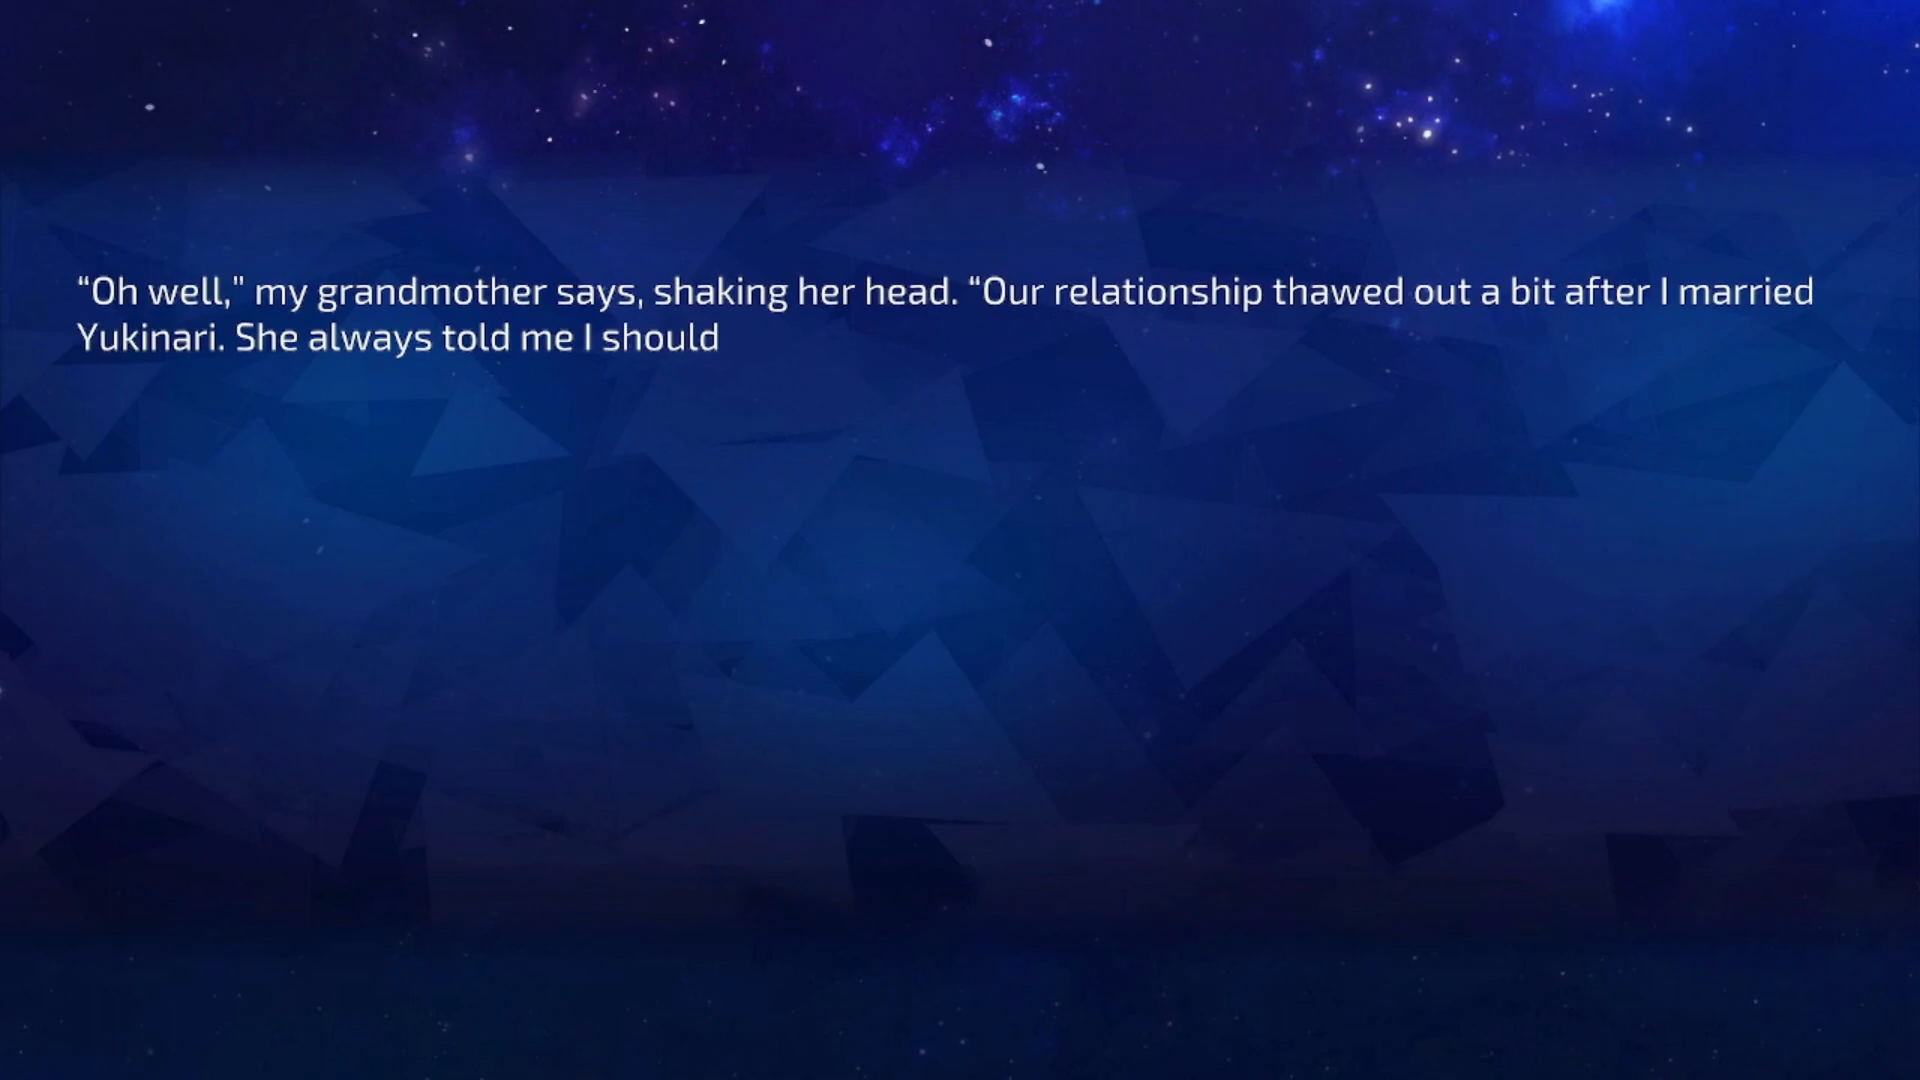 “Oh well,” my grandmother says, shaking her head. “Our relationship thawed out a bit after I married
Yukinari. She always told me I should